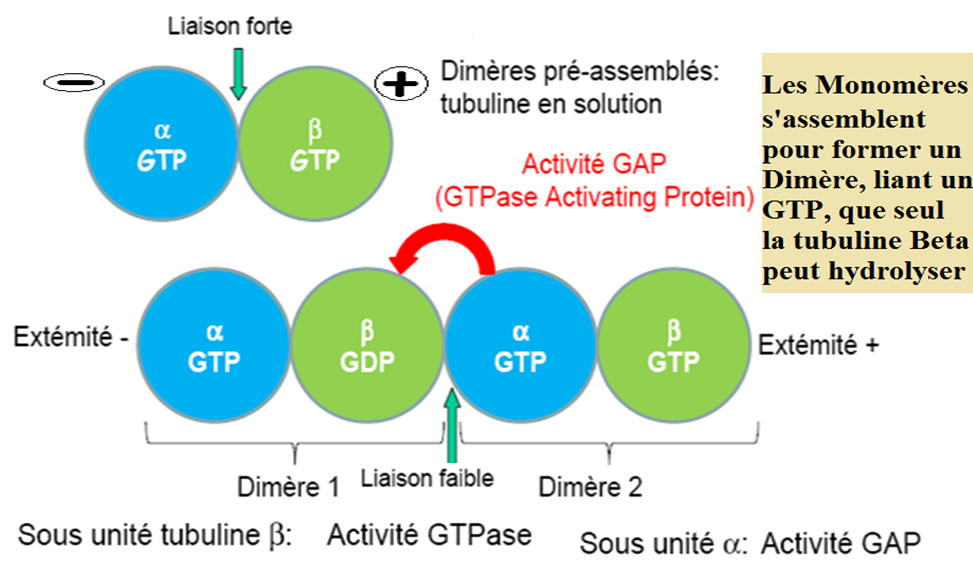 Liaison forte
−
+
Dimères pré-assemblés:
tubuline en solution
α
GTP
β
GTP
Les Monomères
s'assemblent
pour former un
Dimère, liant un
GTP, que seul
la tubuline Beta
peut hydrolyser
Activité GAP
(GTPase Activating Protein)
Extémité -
α
GTP
β
GDP
α
GTP
β
GTP
Extémité +
Dimère 1
Liaison faible
Dimère 2
Sous unité tubuline β: Activité GTPase
Sous unité α: Activité GAP